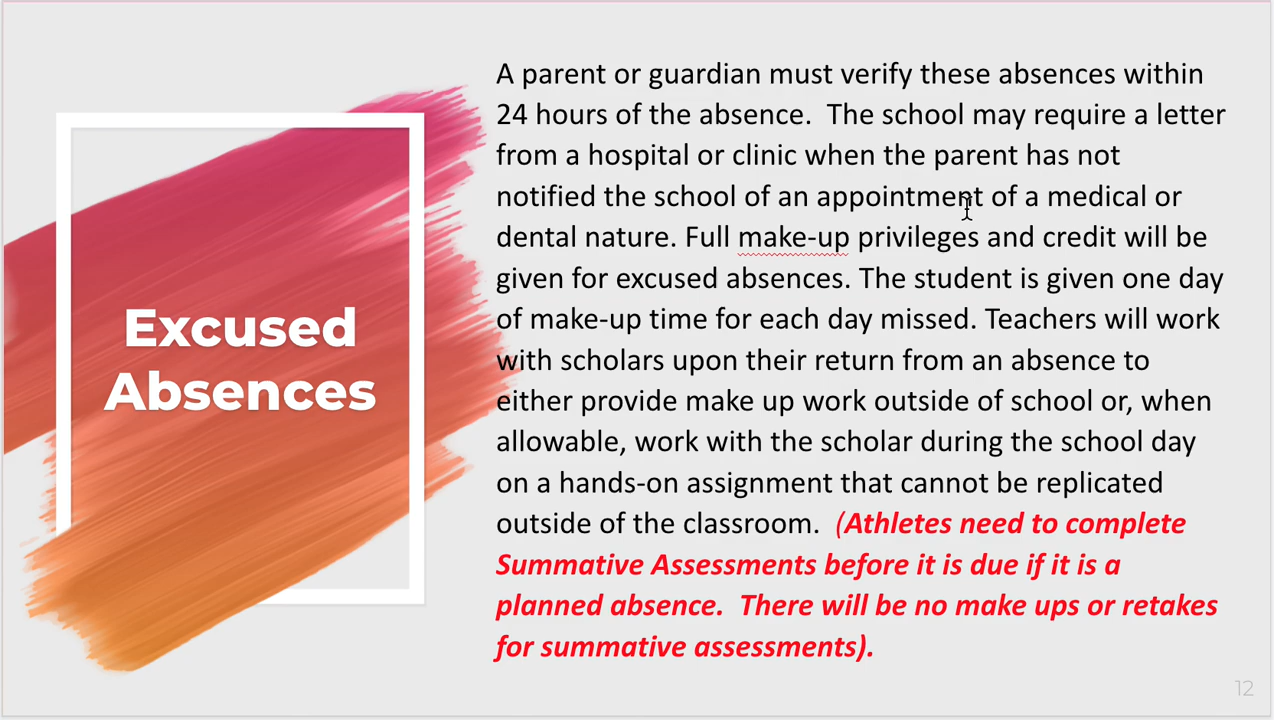 Excused
Absences
A parent or guardian must verify these absences within
24 hours of the absence.  The school may require a letter
from a hospital or clinic when the parent has not
notified the school of an appointment of a medical or
dental nature. Full make-up privileges and credit will be
given for excused absences. The student is given one day
of make-up time for each day missed. Teachers will work
with scholars upon their return from an absence to
either provide make up work outside of school or, when
allowable, work with the scholar during the school day
on a hands-on assignment that cannot be replicated
outside of the classroom.  (Athletes need to complete
Summative Assessments before it is due if it is a
planned absence.  There will be no make ups or retakes
for summative assessments).
12